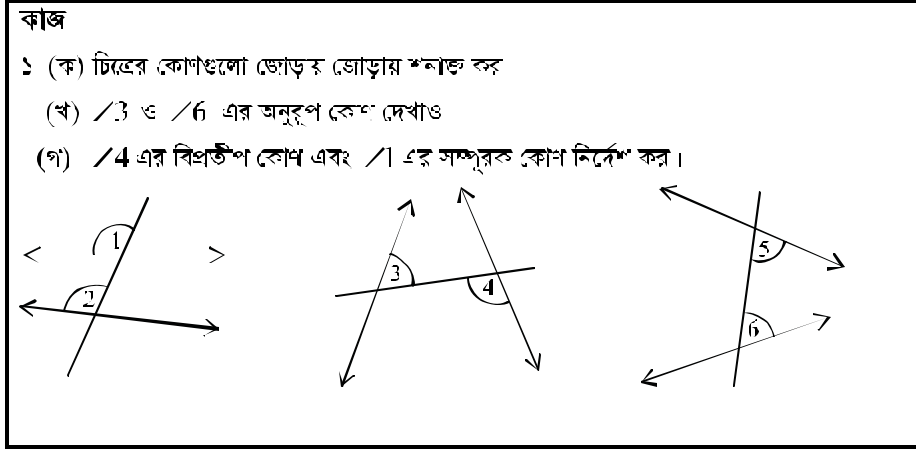 কাজ
১ (ক) চিত্রের কোণগুলো জোড়ায় জোড়ায় শনাক্ত কর
(খ) ∠3 ও ∠6 এর অনুরূপ কোণ দেখাও
(গ) ∠4 এর বিপ্রতীপ কোণ এবং ∠1 এর সম্পূরক কোণ নির্দেশ কর।
1
2
3
4
5
6